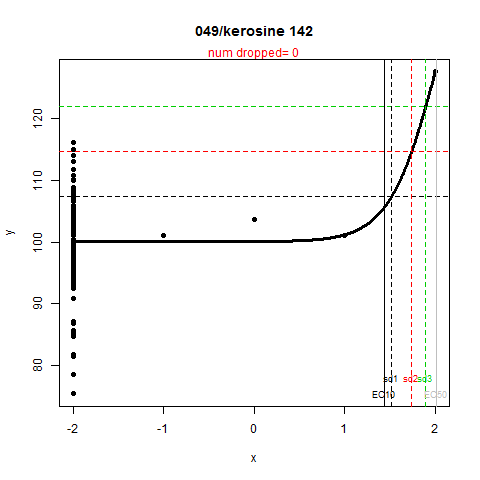 049/kerosine 142
num dropped= 0
120
110
100
90
80
y
sd1 sd2 sd3
EC10 EC50
-2 -1 0 1 2
x